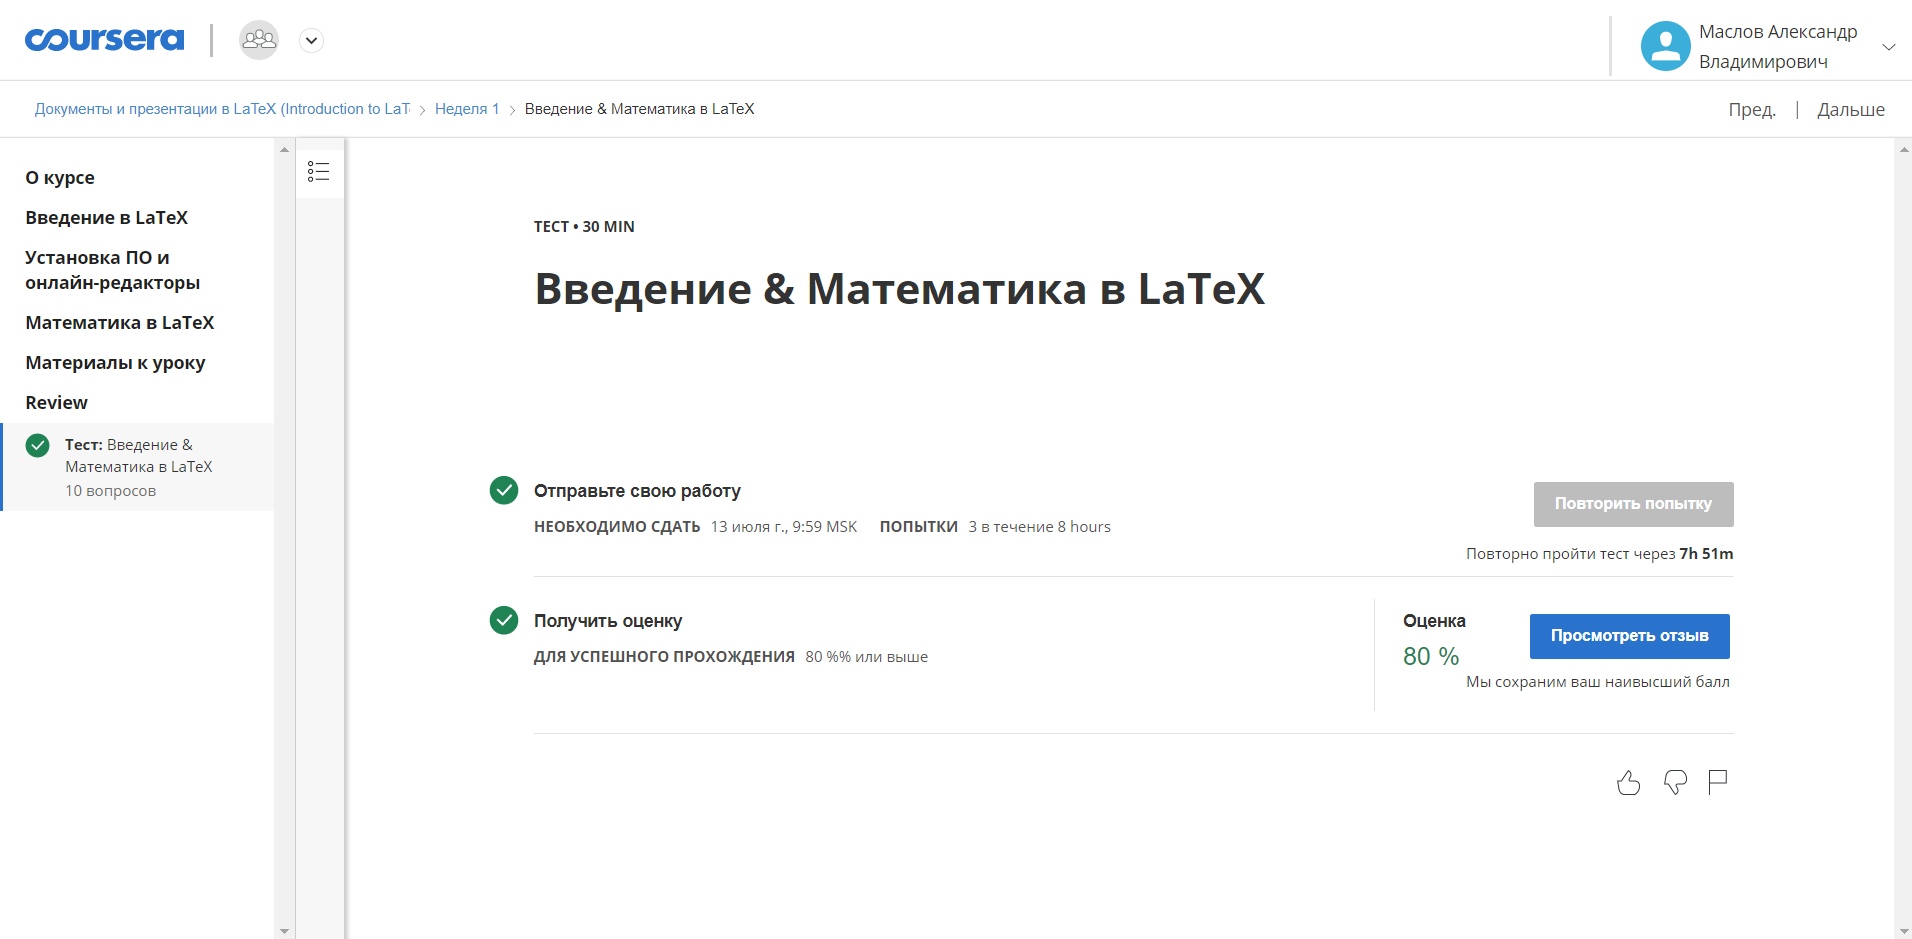 coursera
Маслов Александр
Владимирович
Документы и презентации в LaTeX (Introduction to LaT
Неделя 1
Введение & Математика в LaTeX
Пред. | Дальше
О курсе
Введение в LaTeX
Установка ПО и
онлайн-редакторы
Математика в LaTeX
Материалы к уроку
Review
Тест: Введение &
Математика в LaTeX
10 вопросов
ТЕСТ • 30 MIN
Введение & Математика в LaTeX
Отправьте свою работу
НЕОБХОДИМО СДАТЬ 13 июля г., 9:59 MSK ПОПЫТКИ 3 в течение 8 hours
Повторить попытку
Повторно пройти тест через 7h 51m
Получить оценку
ДЛЯ УСПЕШНОГО ПРОХОЖДЕНИЯ 80 %% или выше
Оценка
80 %
Просмотреть отзыв
Мы сохраним ваш наивысший балл